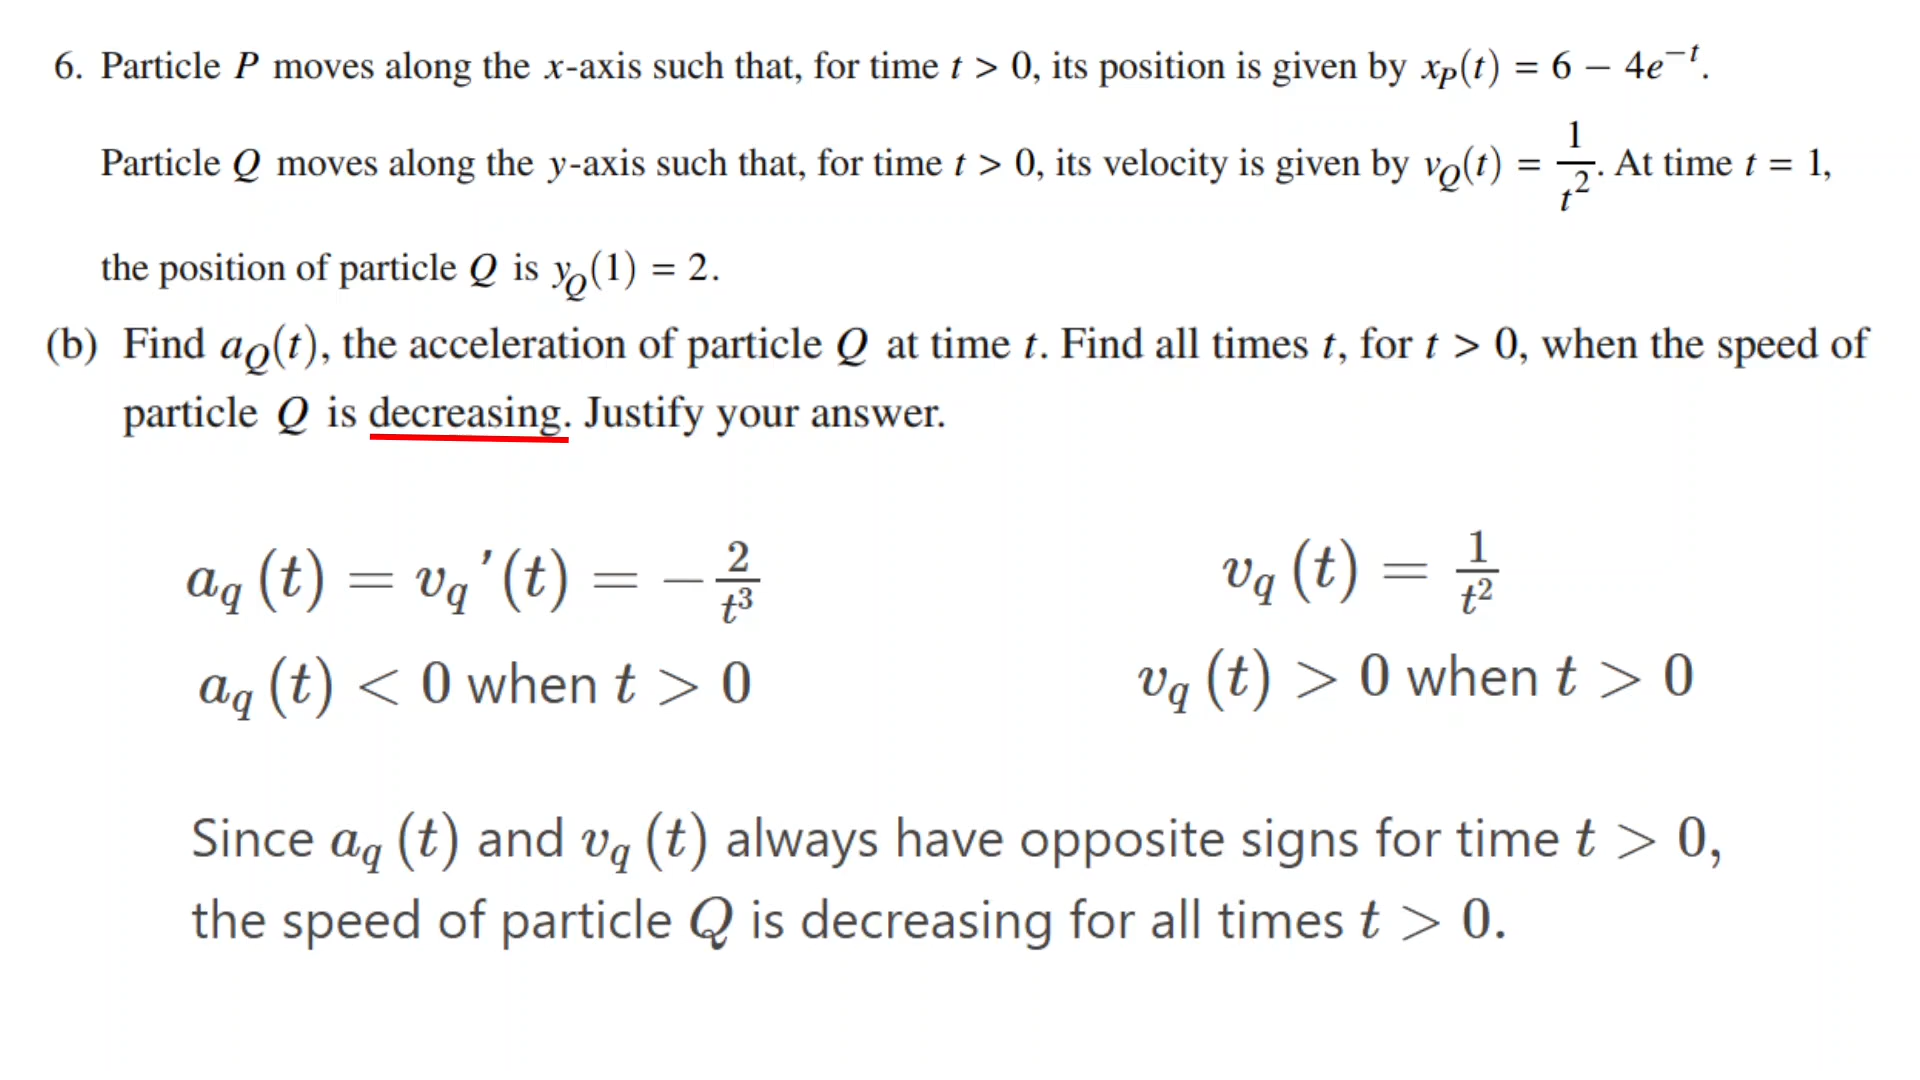 6. Particle P moves along the x-axis such that, for time t > 0, its position is given by x_P(t) = 6 − 4e^{−t}.
Particle Q moves along the y-axis such that, for time t > 0, its velocity is given by v_Q(t) = 1/t². At time t = 1,
the position of particle Q is y_Q(1) = 2.
(b) Find a_Q(t), the acceleration of particle Q at time t. Find all times t, for t > 0, when the speed of
particle Q is decreasing. Justify your answer.
a_q(t) = v_q'(t) = −2/t³
v_q(t) = 1/t²
a_q(t) < 0 when t > 0
v_q(t) > 0 when t > 0
Since a_q(t) and v_q(t) always have opposite signs for time t > 0,
the speed of particle Q is decreasing for all times t > 0.